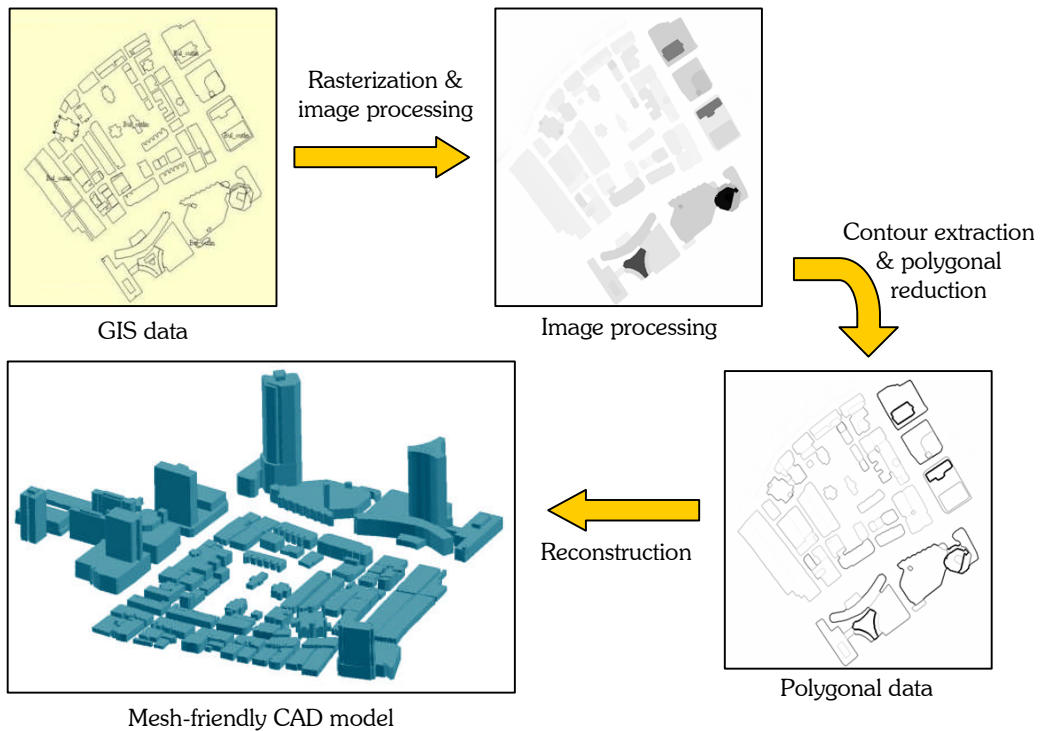 Rasterization &
image processing
GIS data
Image processing
Contour extraction
& polygonal
reduction
Polygonal data
Reconstruction
Mesh-friendly CAD model